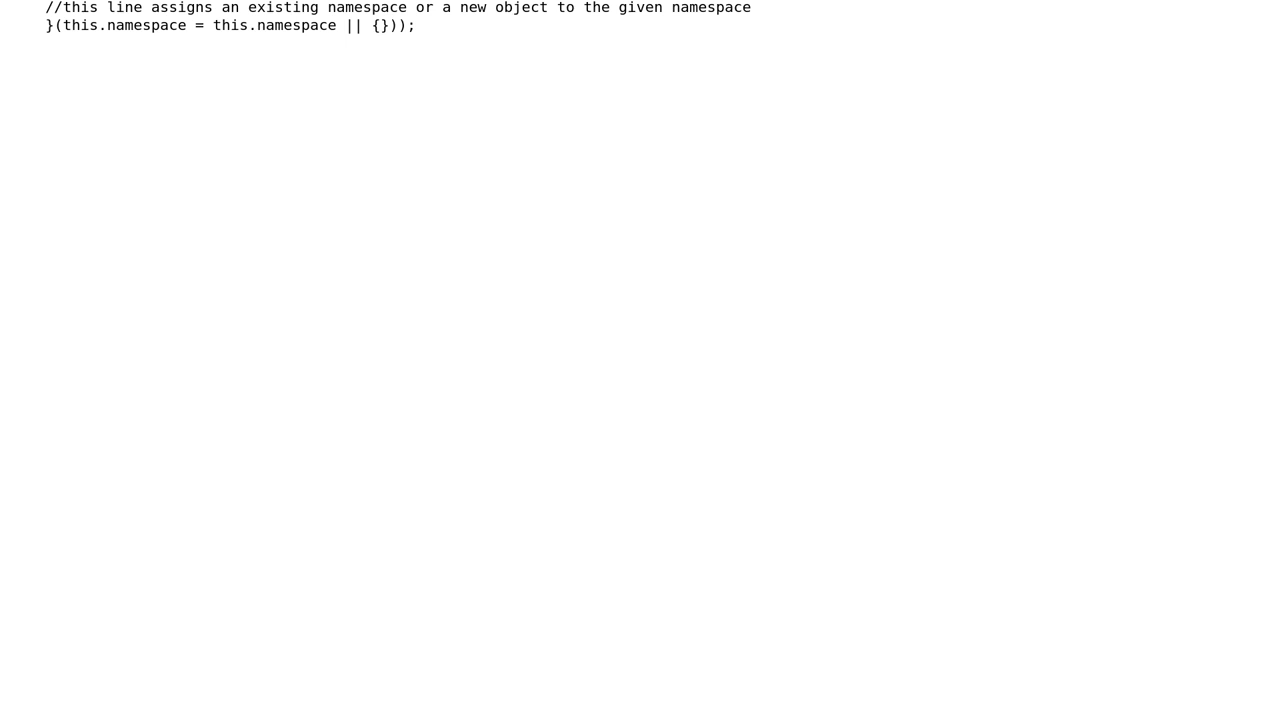 //this line assigns an existing namespace or a new object to the given namespace
}(this.namespace = this.namespace || {}));